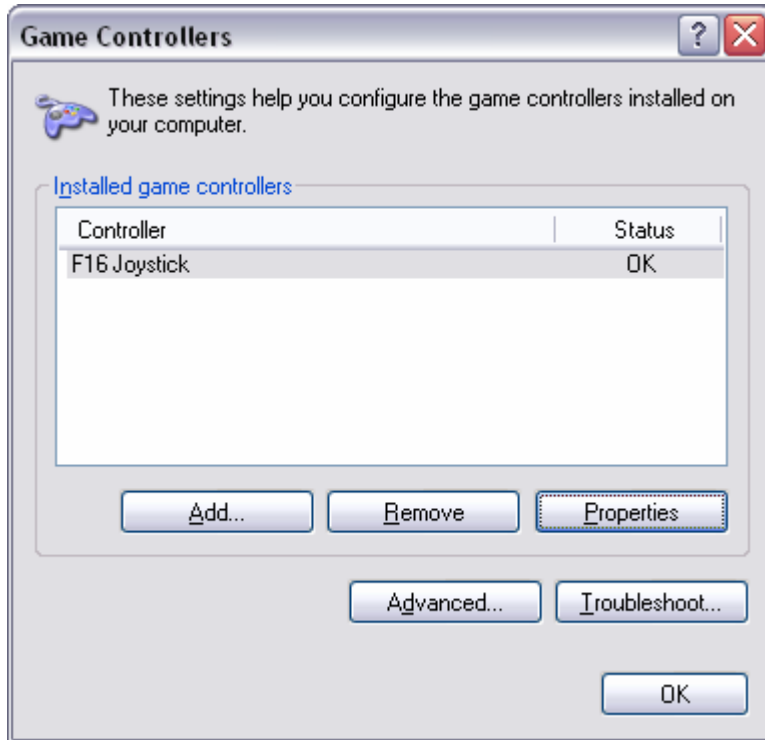 Game Controllers
?
These settings help you configure the game controllers installed on
your computer.
Installed game controllers
Controller Status
F16 Joystick OK
Add... Remove Properties
Advanced... Troubleshoot...
OK